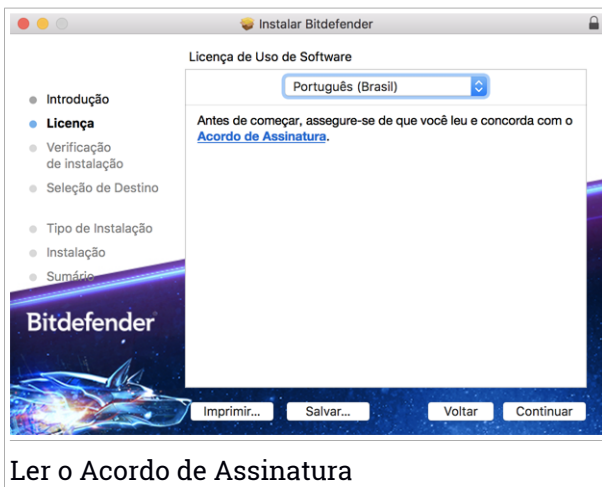 Instalar Bitdefender
Licença de Uso de Software
Português (Brasil)
Introdução
Licença
Verificação
de instalação
Seleção de Destino
Tipo de Instalação
Instalação
Sumário
Antes de começar, assegure-se de que você leu e concorda com o
Acordo de Assinatura.
Bitdefender
Imprimir...
Salvar...
Voltar
Continuar
Ler o Acordo de Assinatura